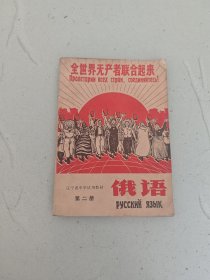 全世界无产者联合起来
Пролетарии всех стран, соединяйтесь!
辽宁省中学试用教材
第二册
俄语
РУССКИЙ ЯЗЫК